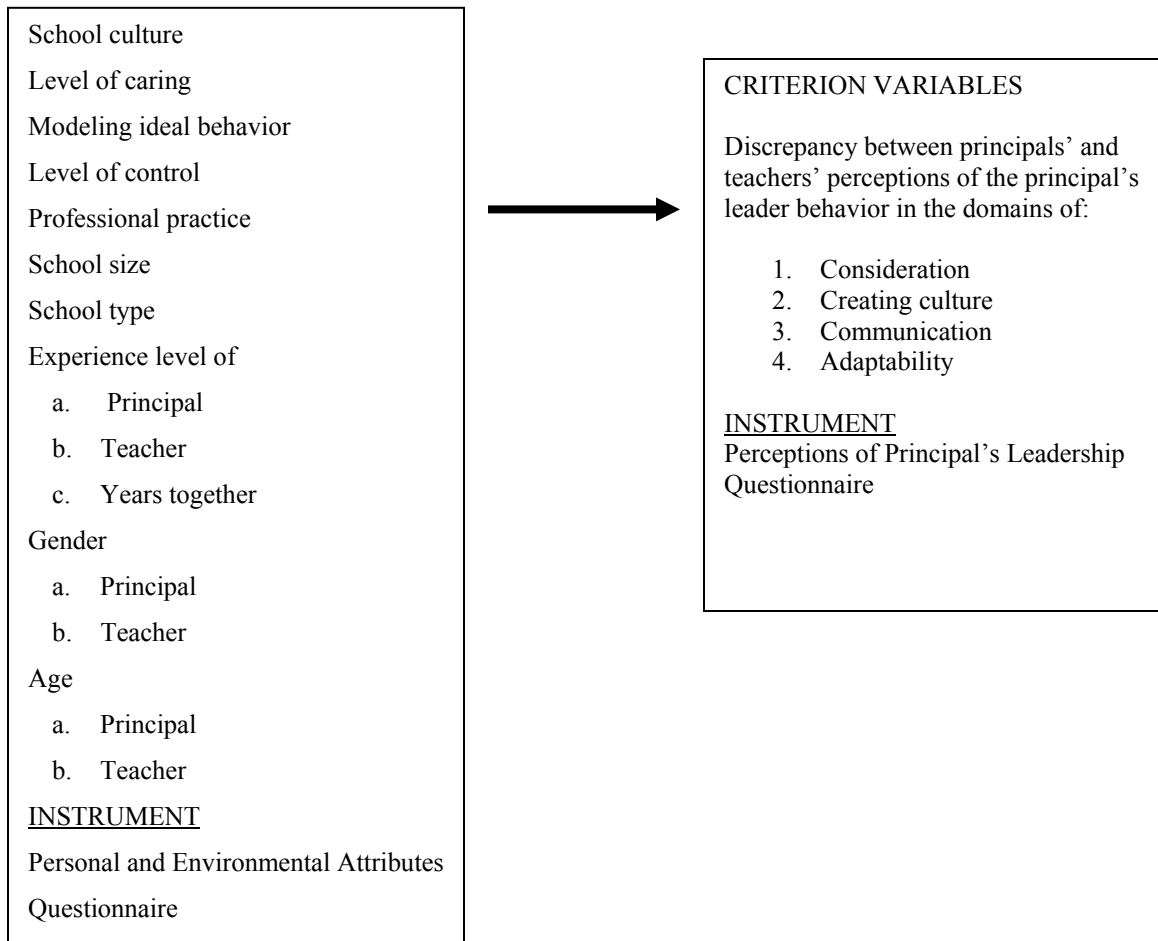 School culture
Level of caring
Modeling ideal behavior
Level of control
Professional practice
School size
School type
Experience level of
a. Principal
b. Teacher
c. Years together
Gender
a. Principal
b. Teacher
Age
a. Principal
b. Teacher
INSTRUMENT
Personal and Environmental Attributes
Questionnaire
CRITERION VARIABLES
Discrepancy between principals’ and
teachers’ perceptions of the principal’s
leader behavior in the domains of:
1. Consideration
2. Creating culture
3. Communication
4. Adaptability
INSTRUMENT
Perceptions of Principal’s Leadership
Questionnaire